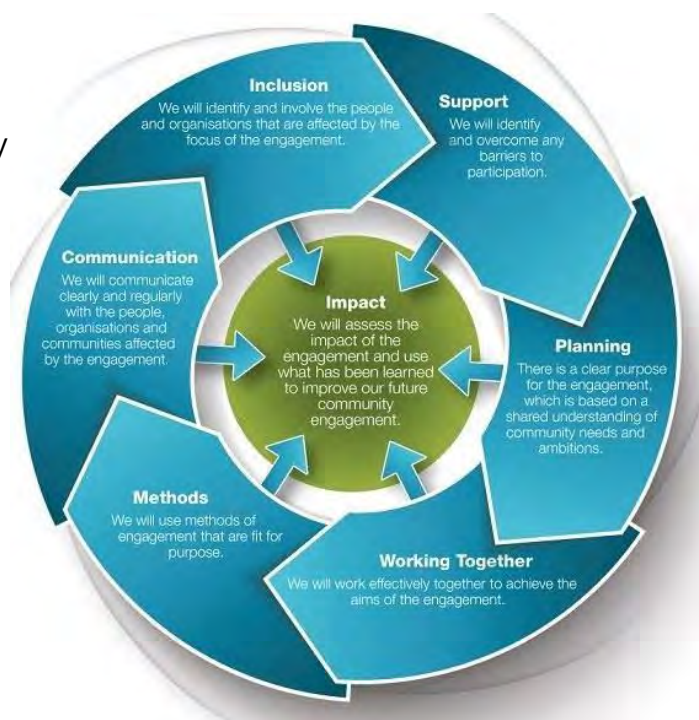 Inclusion
We will identify and involve the people
and organisations that are affected by the
focus of the engagement.
Support
We will identify
and overcome any
barriers to
participation.
Planning
There is a clear purpose
for the engagement,
which is based on a
shared understanding of
community needs and
ambitions.
Working Together
We will work effectively together to achieve the
aims of the engagement.
Methods
We will use methods of
engagement that are fit for
purpose.
Communication
We will communicate
clearly and regularly
with the people,
organisations and
communities affected
by the engagement.
Impact
We will assess the
impact of the
engagement and use
what has been learned
to improve our future
community
engagement.